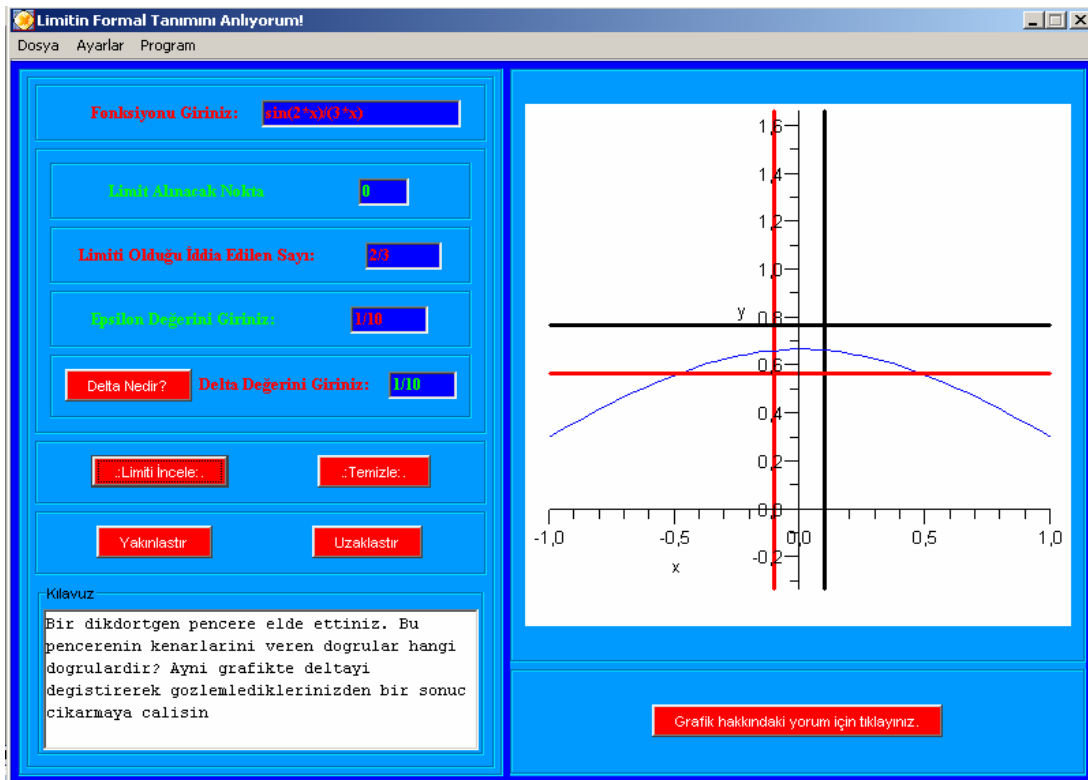 Limitin Formal Tanımını Anlıyorum!
Dosya Ayarlar Program
Fonksiyonu Giriniz: sin(2*x)/(3*x)
Limit Alınacak Nokta 0
Limiti Olduğu İddia Edilen Sayı: 2/3
Epsilon Değerini Giriniz: 1/10
Delta Nedir? Delta Değerini Giriniz: 1/10
.:Limiti İncele:. .:Temizle:.
Yakınlastır Uzaklastır
Kılavuz
Bir dikdortgen pencere elde ettiniz. Bu
pencerenin kenarlarini veren dogrular hangi
dogrulardir? Ayni grafikte deltayi
degistirerek gozlemlediklerinizden bir sonuc
cikarmaya calisin
1,6
1,4
1,2
1,0
y 0,8
0,6
0,4
0,2
0,0
-1,0 -0,5 0,0 0,5 1,0
-0,2
x
Grafik hakkındaki yorum için tıklayınız.